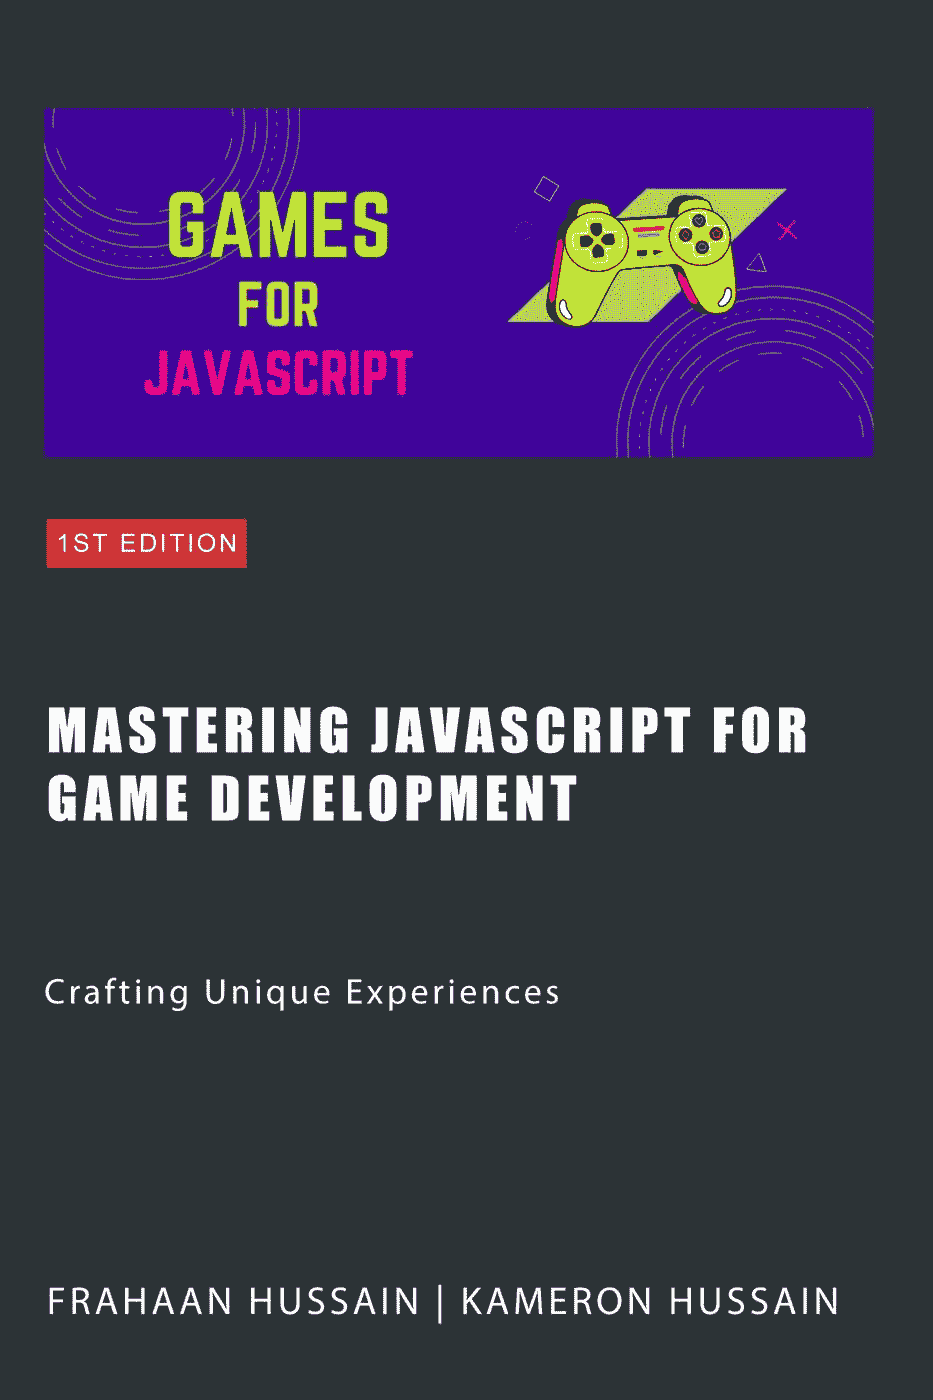 GAMES
FOR
JAVASCRIPT
1ST EDITION
MASTERING JAVASCRIPT FOR
GAME DEVELOPMENT
Crafting Unique Experiences
FRAHAAN HUSSAIN | KAMERON HUSSAIN